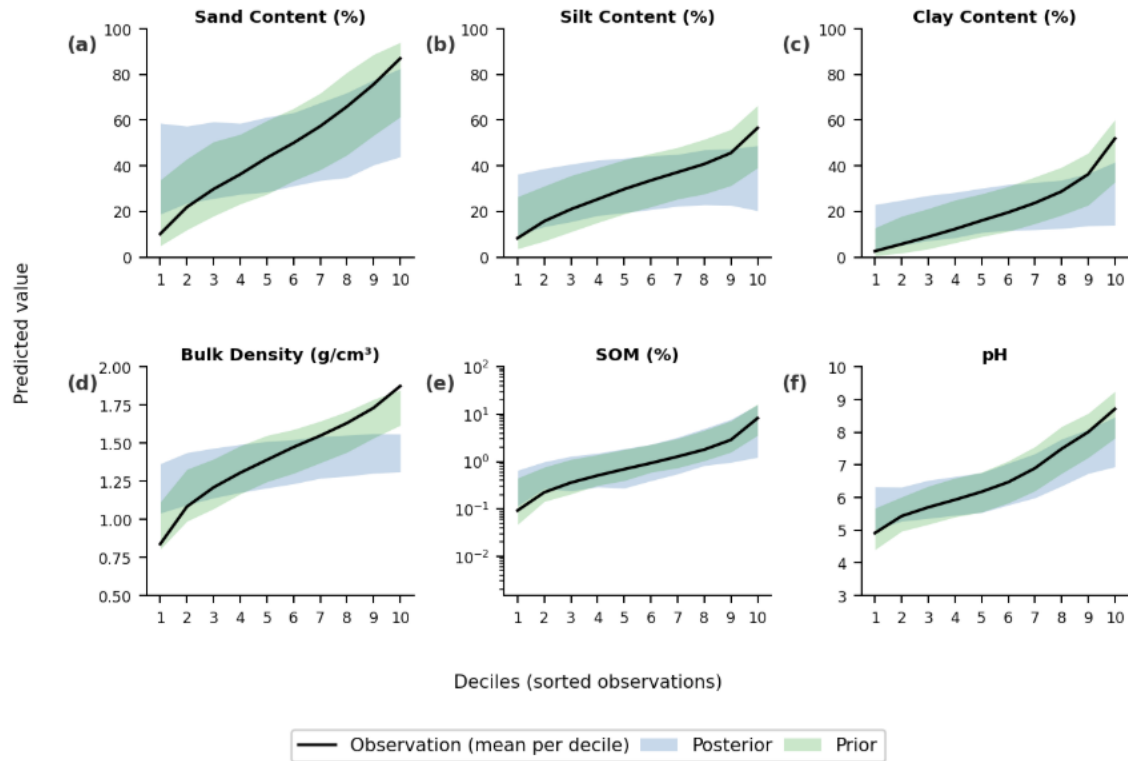 Sand Content (%)
(a)
100
80
60
40
20
0
1 2 3 4 5 6 7 8 9 10
Silt Content (%)
(b)
100
80
60
40
20
0
1 2 3 4 5 6 7 8 9 10
Clay Content (%)
(c)
100
80
60
40
20
0
1 2 3 4 5 6 7 8 9 10
Predicted value
Bulk Density (g/cm³)
(d)
2.00
1.75
1.50
1.25
1.00
0.75
0.50
1 2 3 4 5 6 7 8 9 10
SOM (%)
(e)
10²
10¹
10⁰
10⁻¹
10⁻²
1 2 3 4 5 6 7 8 9 10
pH
(f)
10
9
8
7
6
5
4
3
1 2 3 4 5 6 7 8 9 10
Deciles (sorted observations)
Observation (mean per decile) Posterior Prior